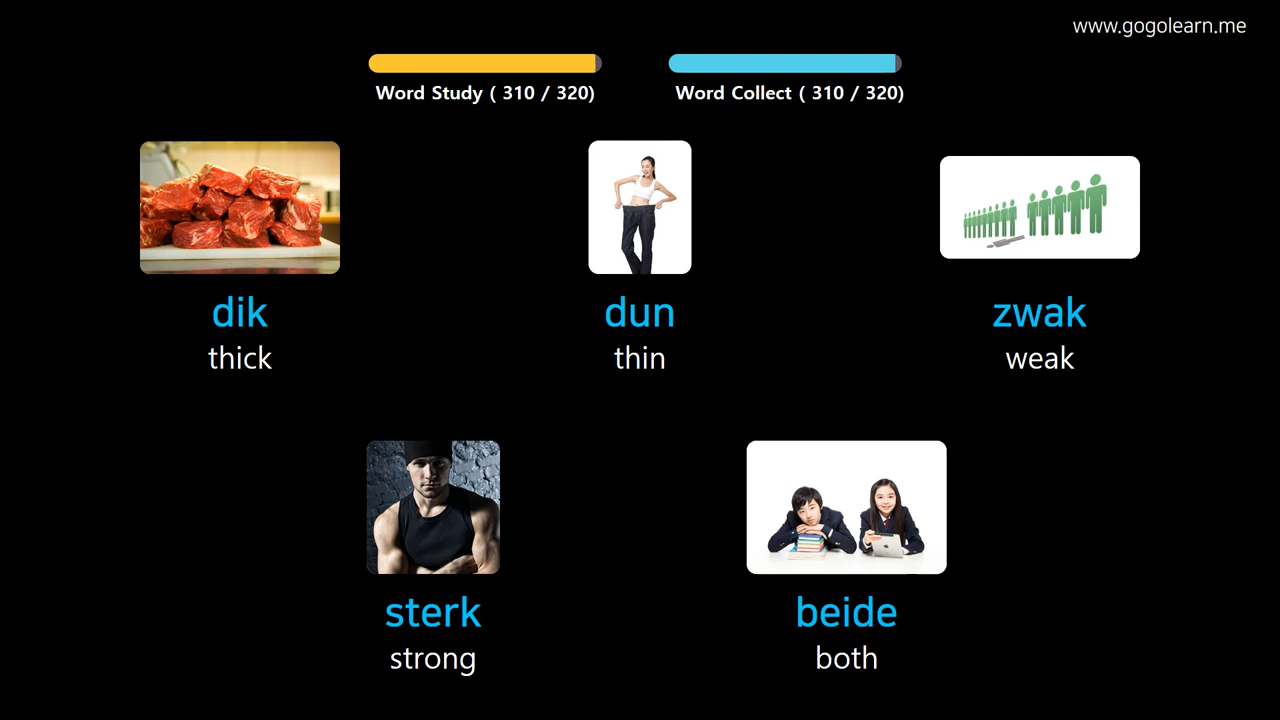 www.gogolearn.me
Word Study ( 310 / 320)
Word Collect ( 310 / 320)
dik
thick
dun
thin
zwak
weak
sterk
strong
beide
both